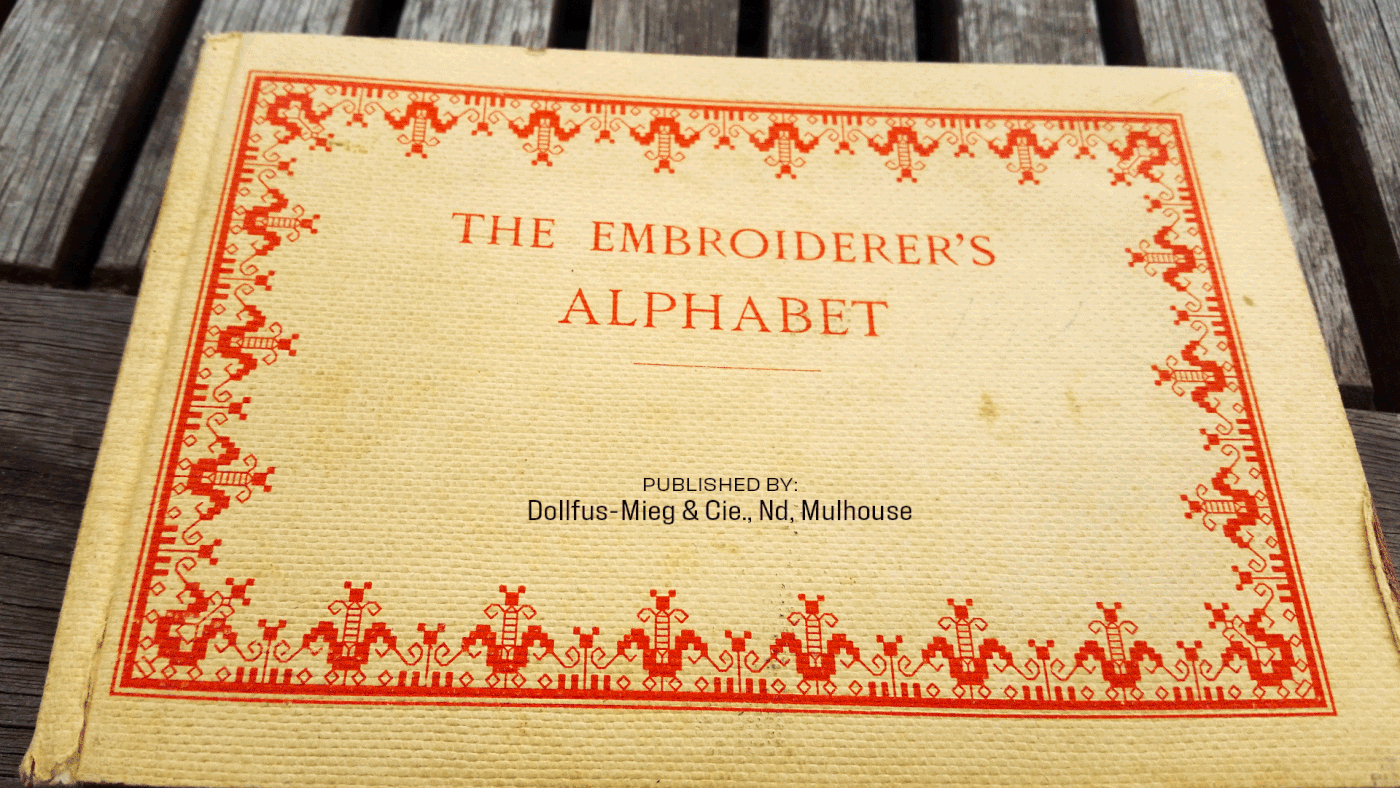 THE EMBROIDERER'S
ALPHABET
PUBLISHED BY:
Dollfus-Mieg & Cie., Nd, Mulhouse